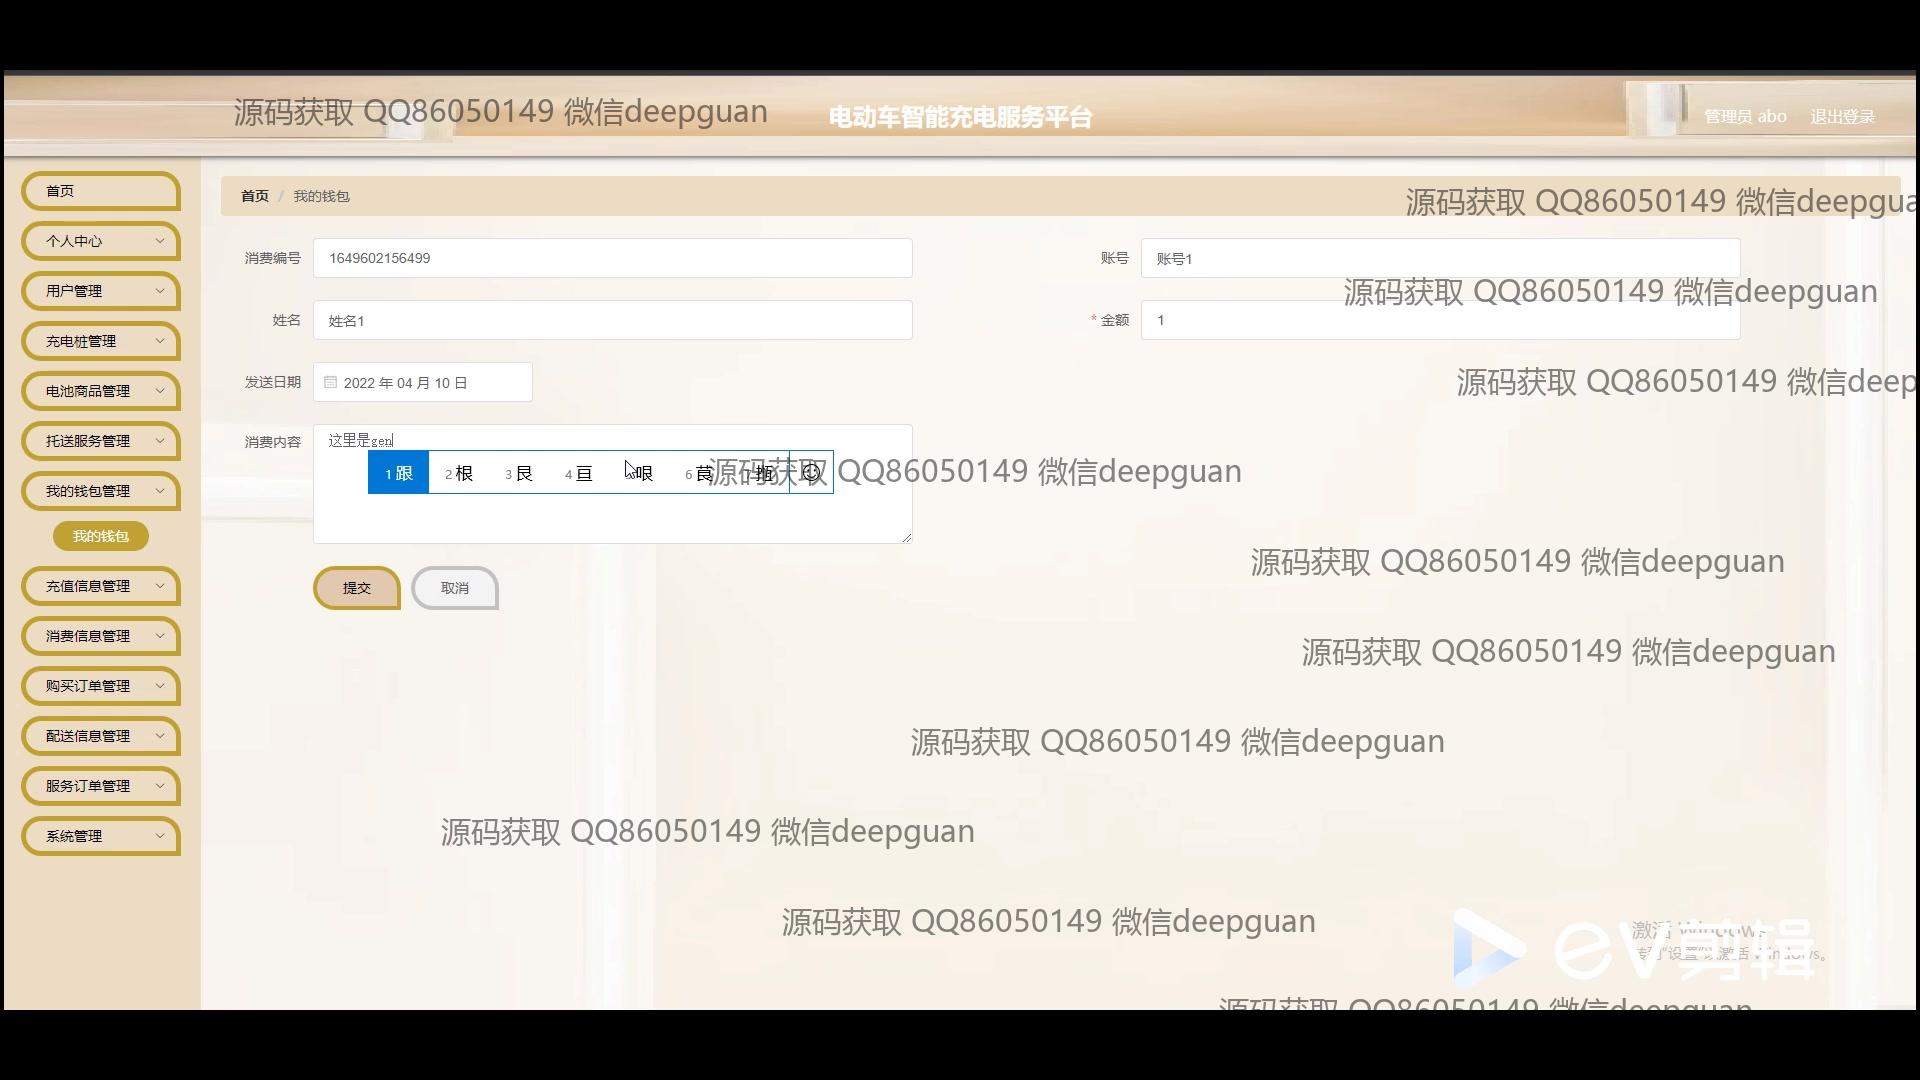 源码获取 QQ86050149 微信deepguan
电动车智能充电服务平台
管理员 abo 退出登录
首页
个人中心
用户管理
充电桩管理
电池商品管理
托送服务管理
我的钱包管理
我的钱包
充值信息管理
消费信息管理
购买订单管理
配送信息管理
服务订单管理
系统管理
首页 / 我的钱包
源码获取 QQ86050149 微信deepgua
消费编号 1649602156499
账号 账号1
源码获取 QQ86050149 微信deepguan
姓名 姓名1
* 金额 1
发送日期 2022 年 04 月 10 日
源码获取 QQ86050149 微信deep
消费内容 这里是gen
1 跟 2 根 3 艮 4 亘 哏 6 茛
源码获取 QQ86050149 微信deepguan
提交 取消
源码获取 QQ86050149 微信deepguan
源码获取 QQ86050149 微信deepguan
源码获取 QQ86050149 微信deepguan
源码获取 QQ86050149 微信deepguan
源码获取 QQ86050149 微信deepguan
激活 Windows
转到"设置"以激活 Windows。
EV剪辑
源码获取 QQ86050149 微信deepguan